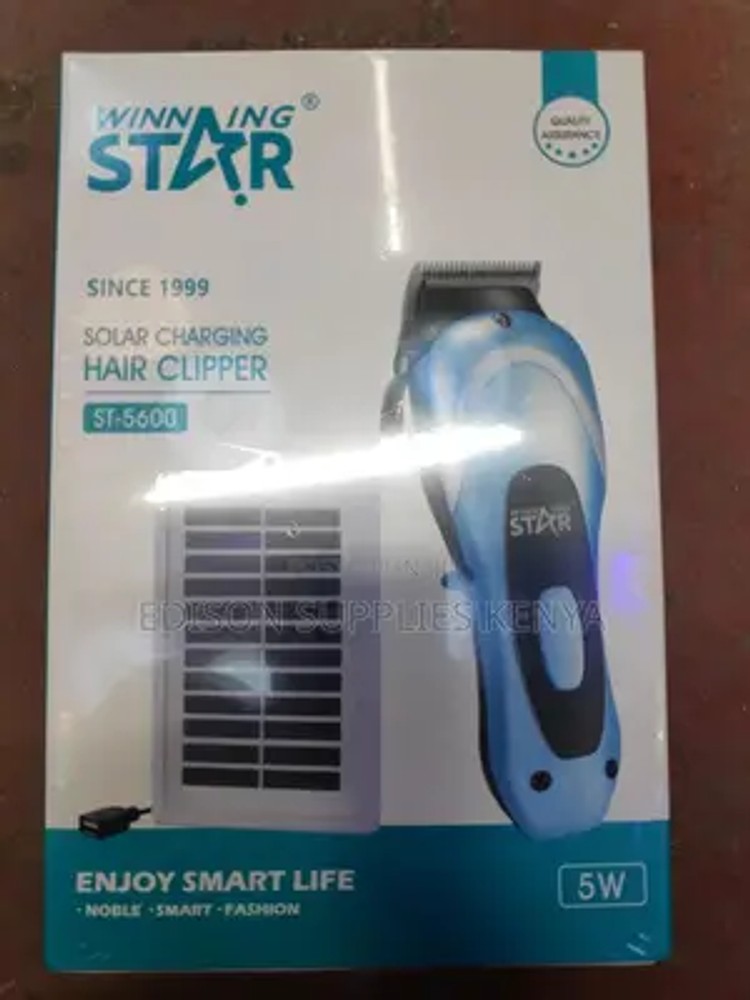 WINNING
STAR
®
QUALITY
ASSURANCE
SINCE 1999
SOLAR CHARGING
HAIR CLIPPER
ST-5600
WINNING
STAR
EDISON SUPPLIES KENYA
ENJOY SMART LIFE
·NOBLE ·SMART ·FASHION
5W